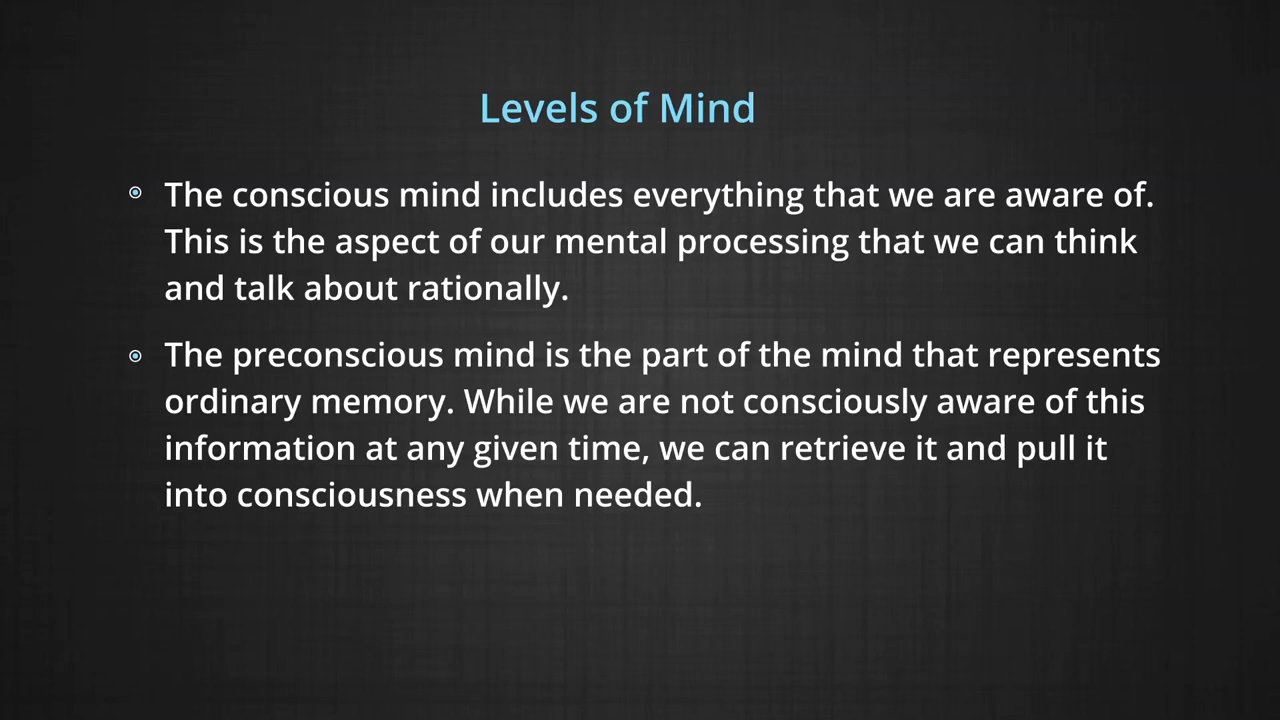 Levels of Mind
The conscious mind includes everything that we are aware of.
This is the aspect of our mental processing that we can think
and talk about rationally.
The preconscious mind is the part of the mind that represents
ordinary memory. While we are not consciously aware of this
information at any given time, we can retrieve it and pull it
into consciousness when needed.